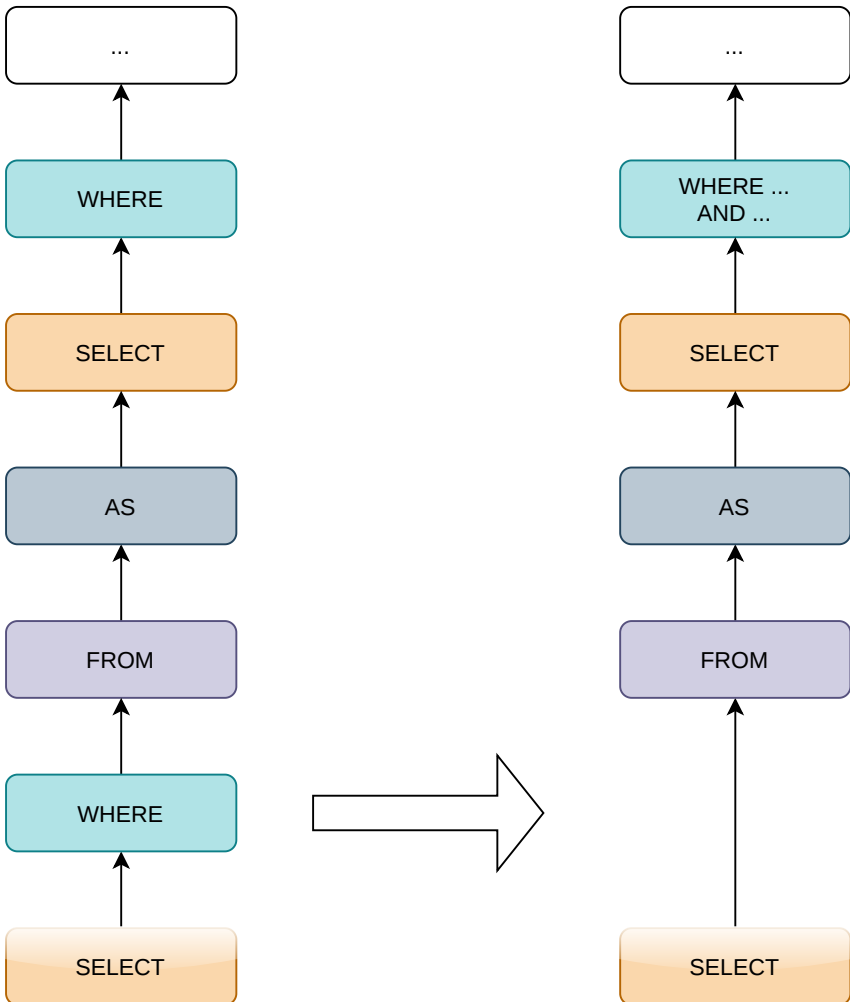 ...
WHERE
SELECT
AS
FROM
WHERE
SELECT
...
WHERE ...
AND ...
SELECT
AS
FROM
SELECT